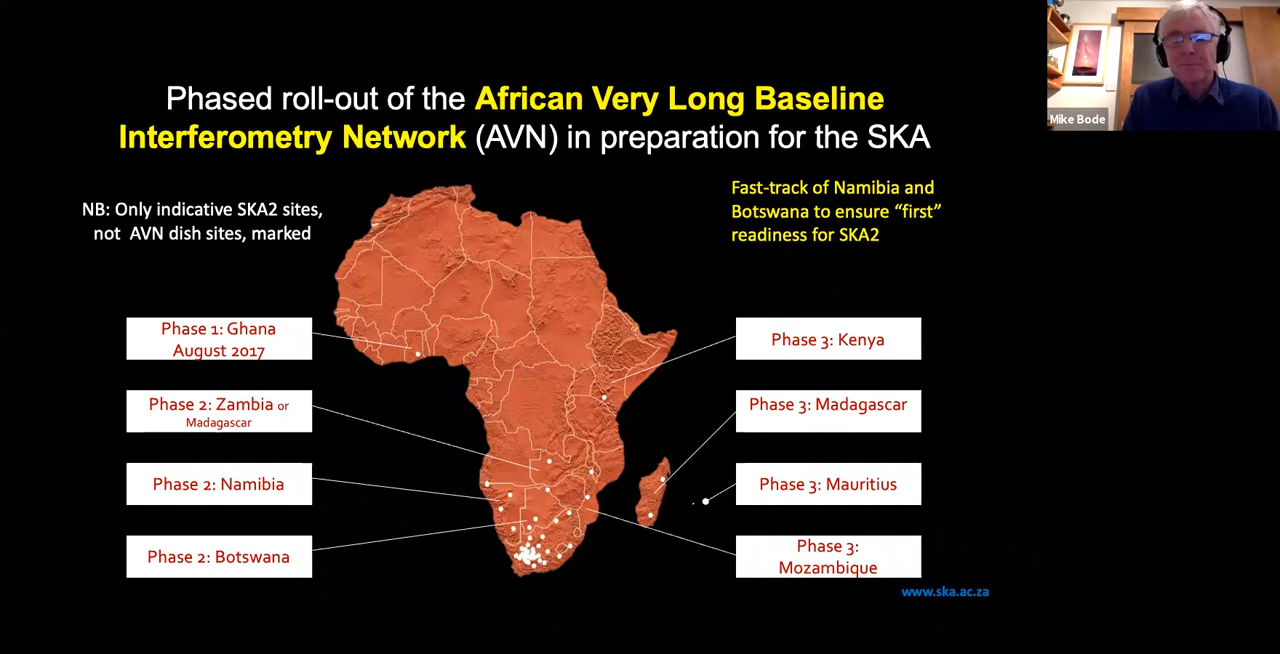 Phased roll-out of the African Very Long Baseline
Interferometry Network (AVN) in preparation for the SKA
NB: Only indicative SKA2 sites,
not AVN dish sites, marked
Fast-track of Namibia and
Botswana to ensure “first”
readiness for SKA2
Phase 1: Ghana
August 2017
Phase 2: Zambia or
Madagascar
Phase 2: Namibia
Phase 2: Botswana
Phase 3: Kenya
Phase 3: Madagascar
Phase 3: Mauritius
Phase 3:
Mozambique
www.ska.ac.za
Mike Bode